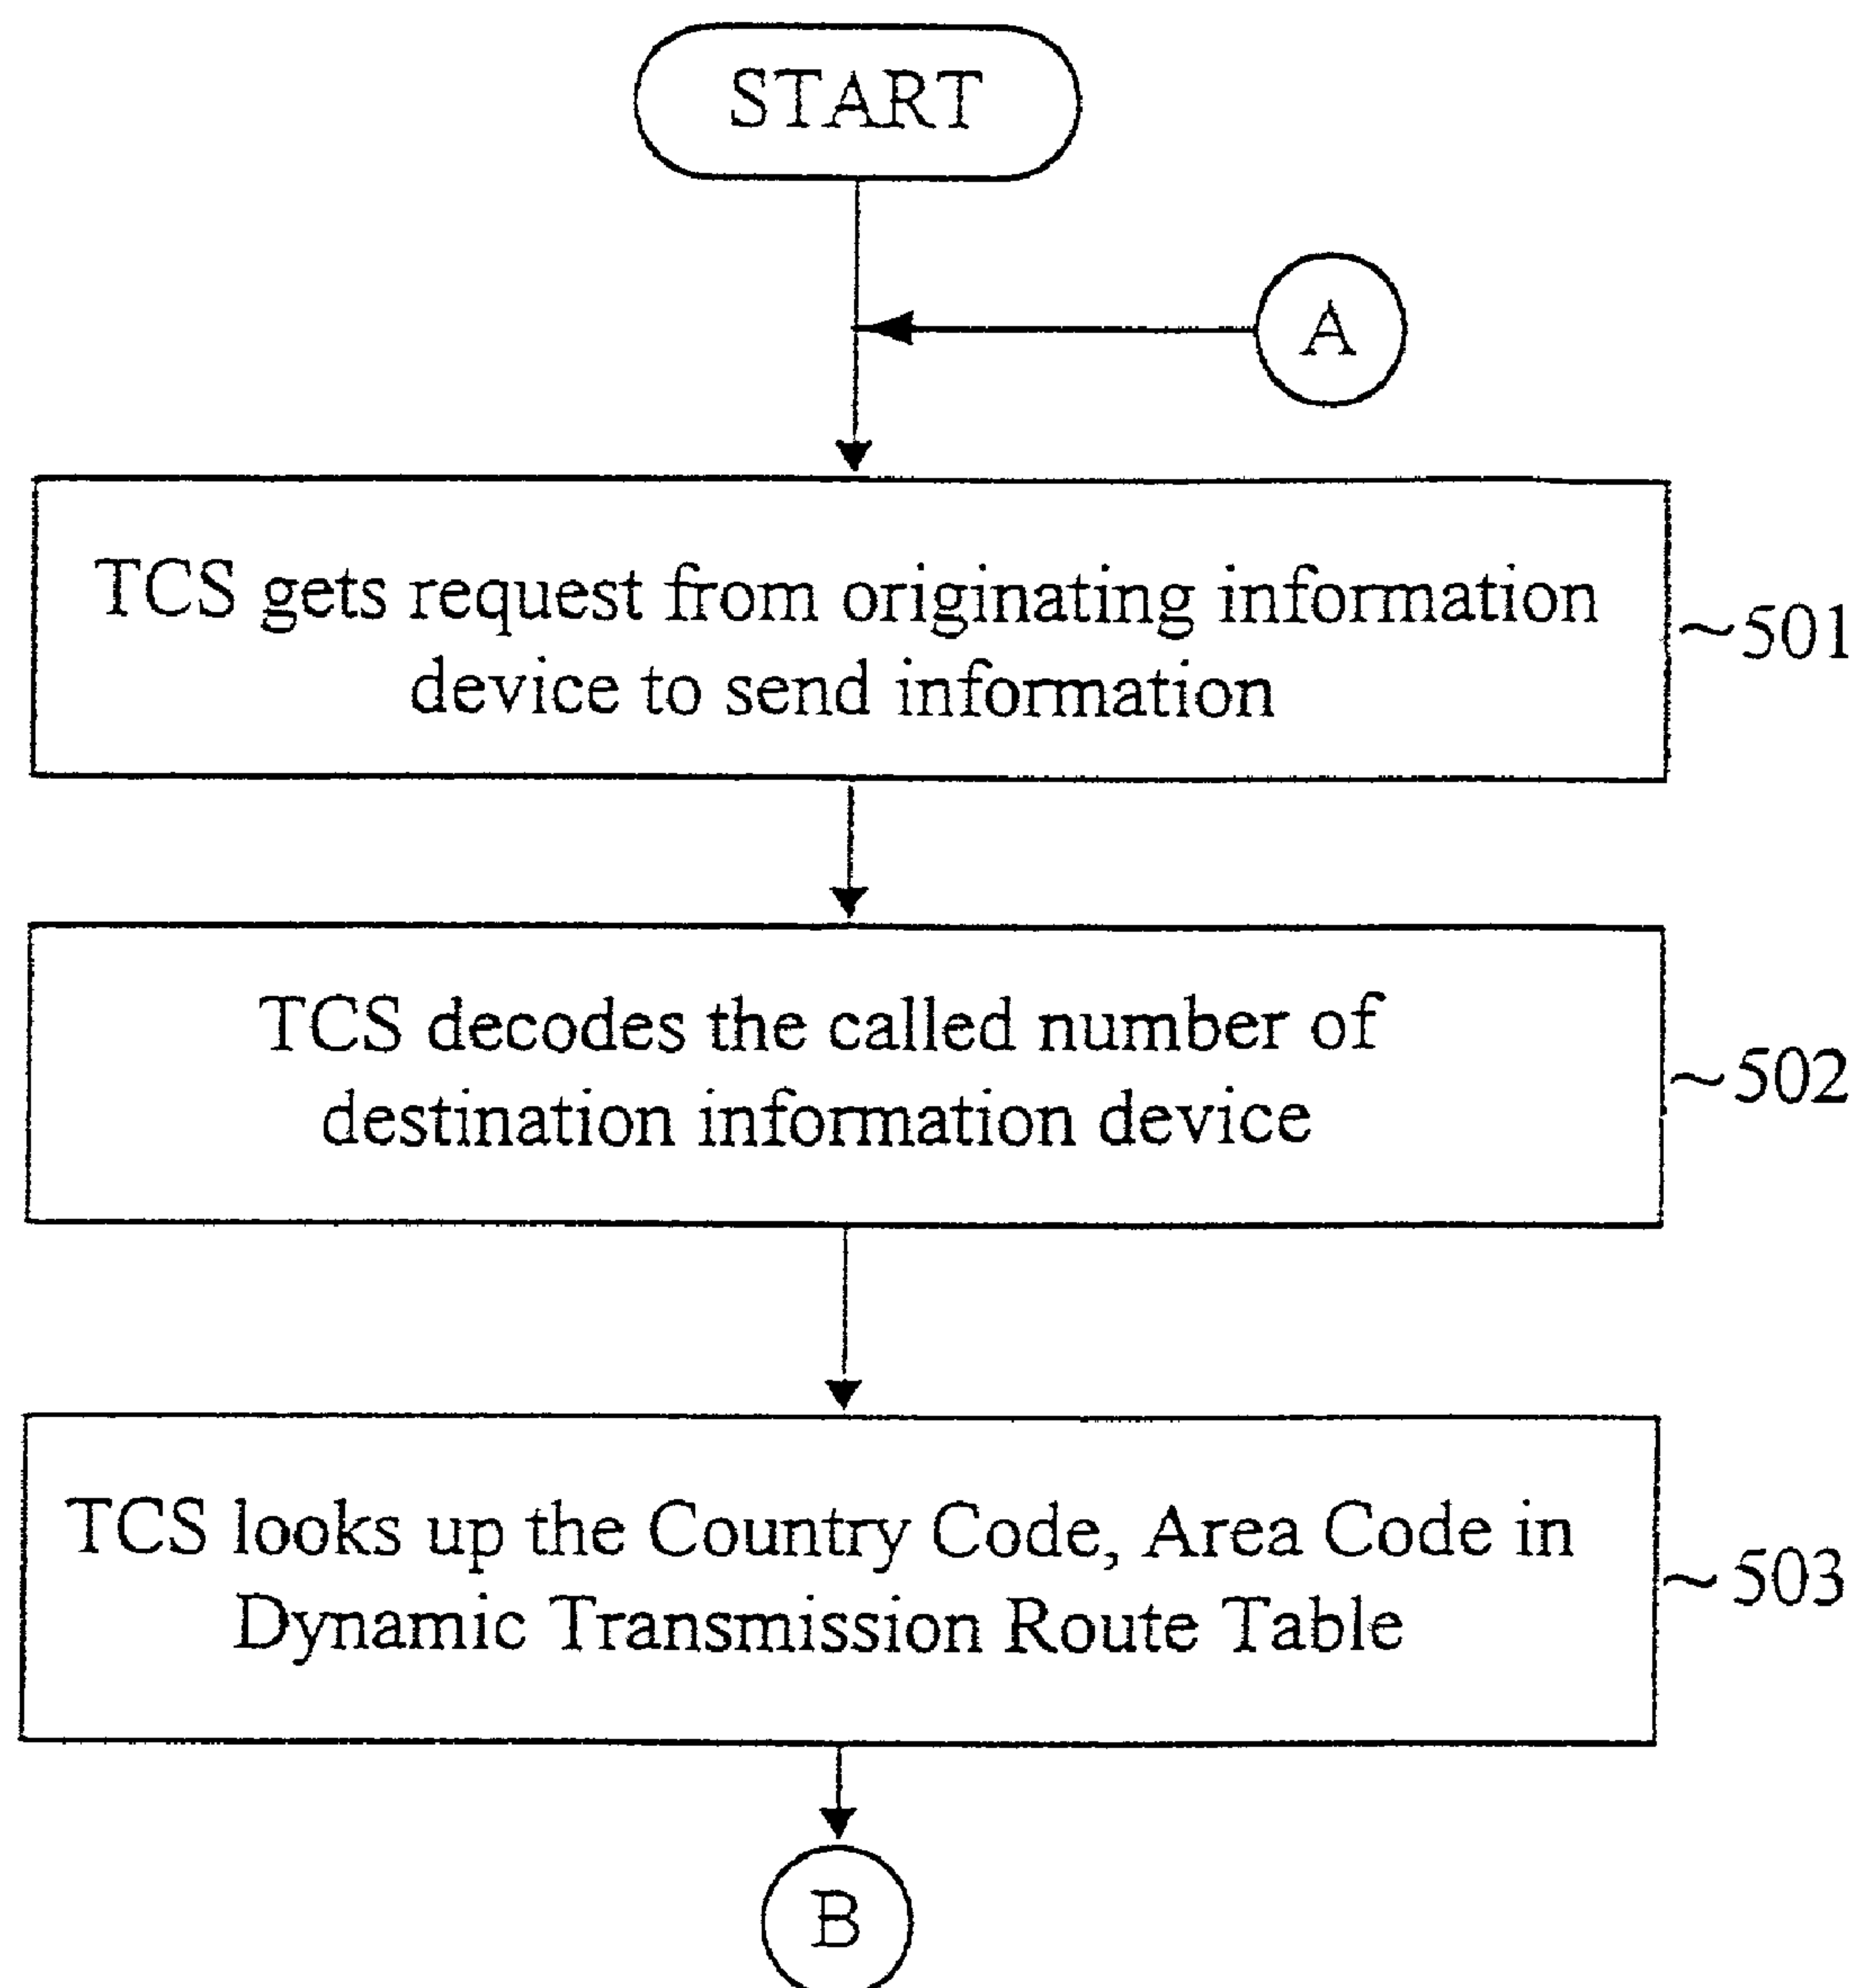 START
A
TCS gets request from originating information
device to send information
~501
TCS decodes the called number of
destination information device
~502
TCS looks up the Country Code, Area Code in
Dynamic Transmission Route Table
~503
B